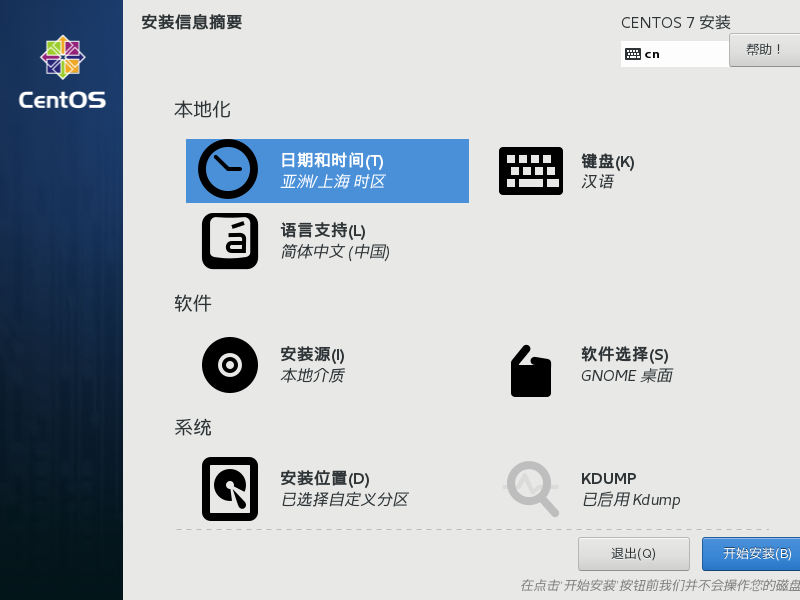 安装信息摘要
CENTOS 7 安装
cn
帮助！
CentOS
本地化
日期和时间(T)
亚洲/上海 时区
键盘(K)
汉语
语言支持(L)
简体中文 (中国)
软件
安装源(I)
本地介质
软件选择(S)
GNOME 桌面
系统
安装位置(D)
已选择自定义分区
KDUMP
已启用 Kdump
退出(Q)
开始安装(B)
在点击'开始安装'按钮前我们并不会操作您的磁盘